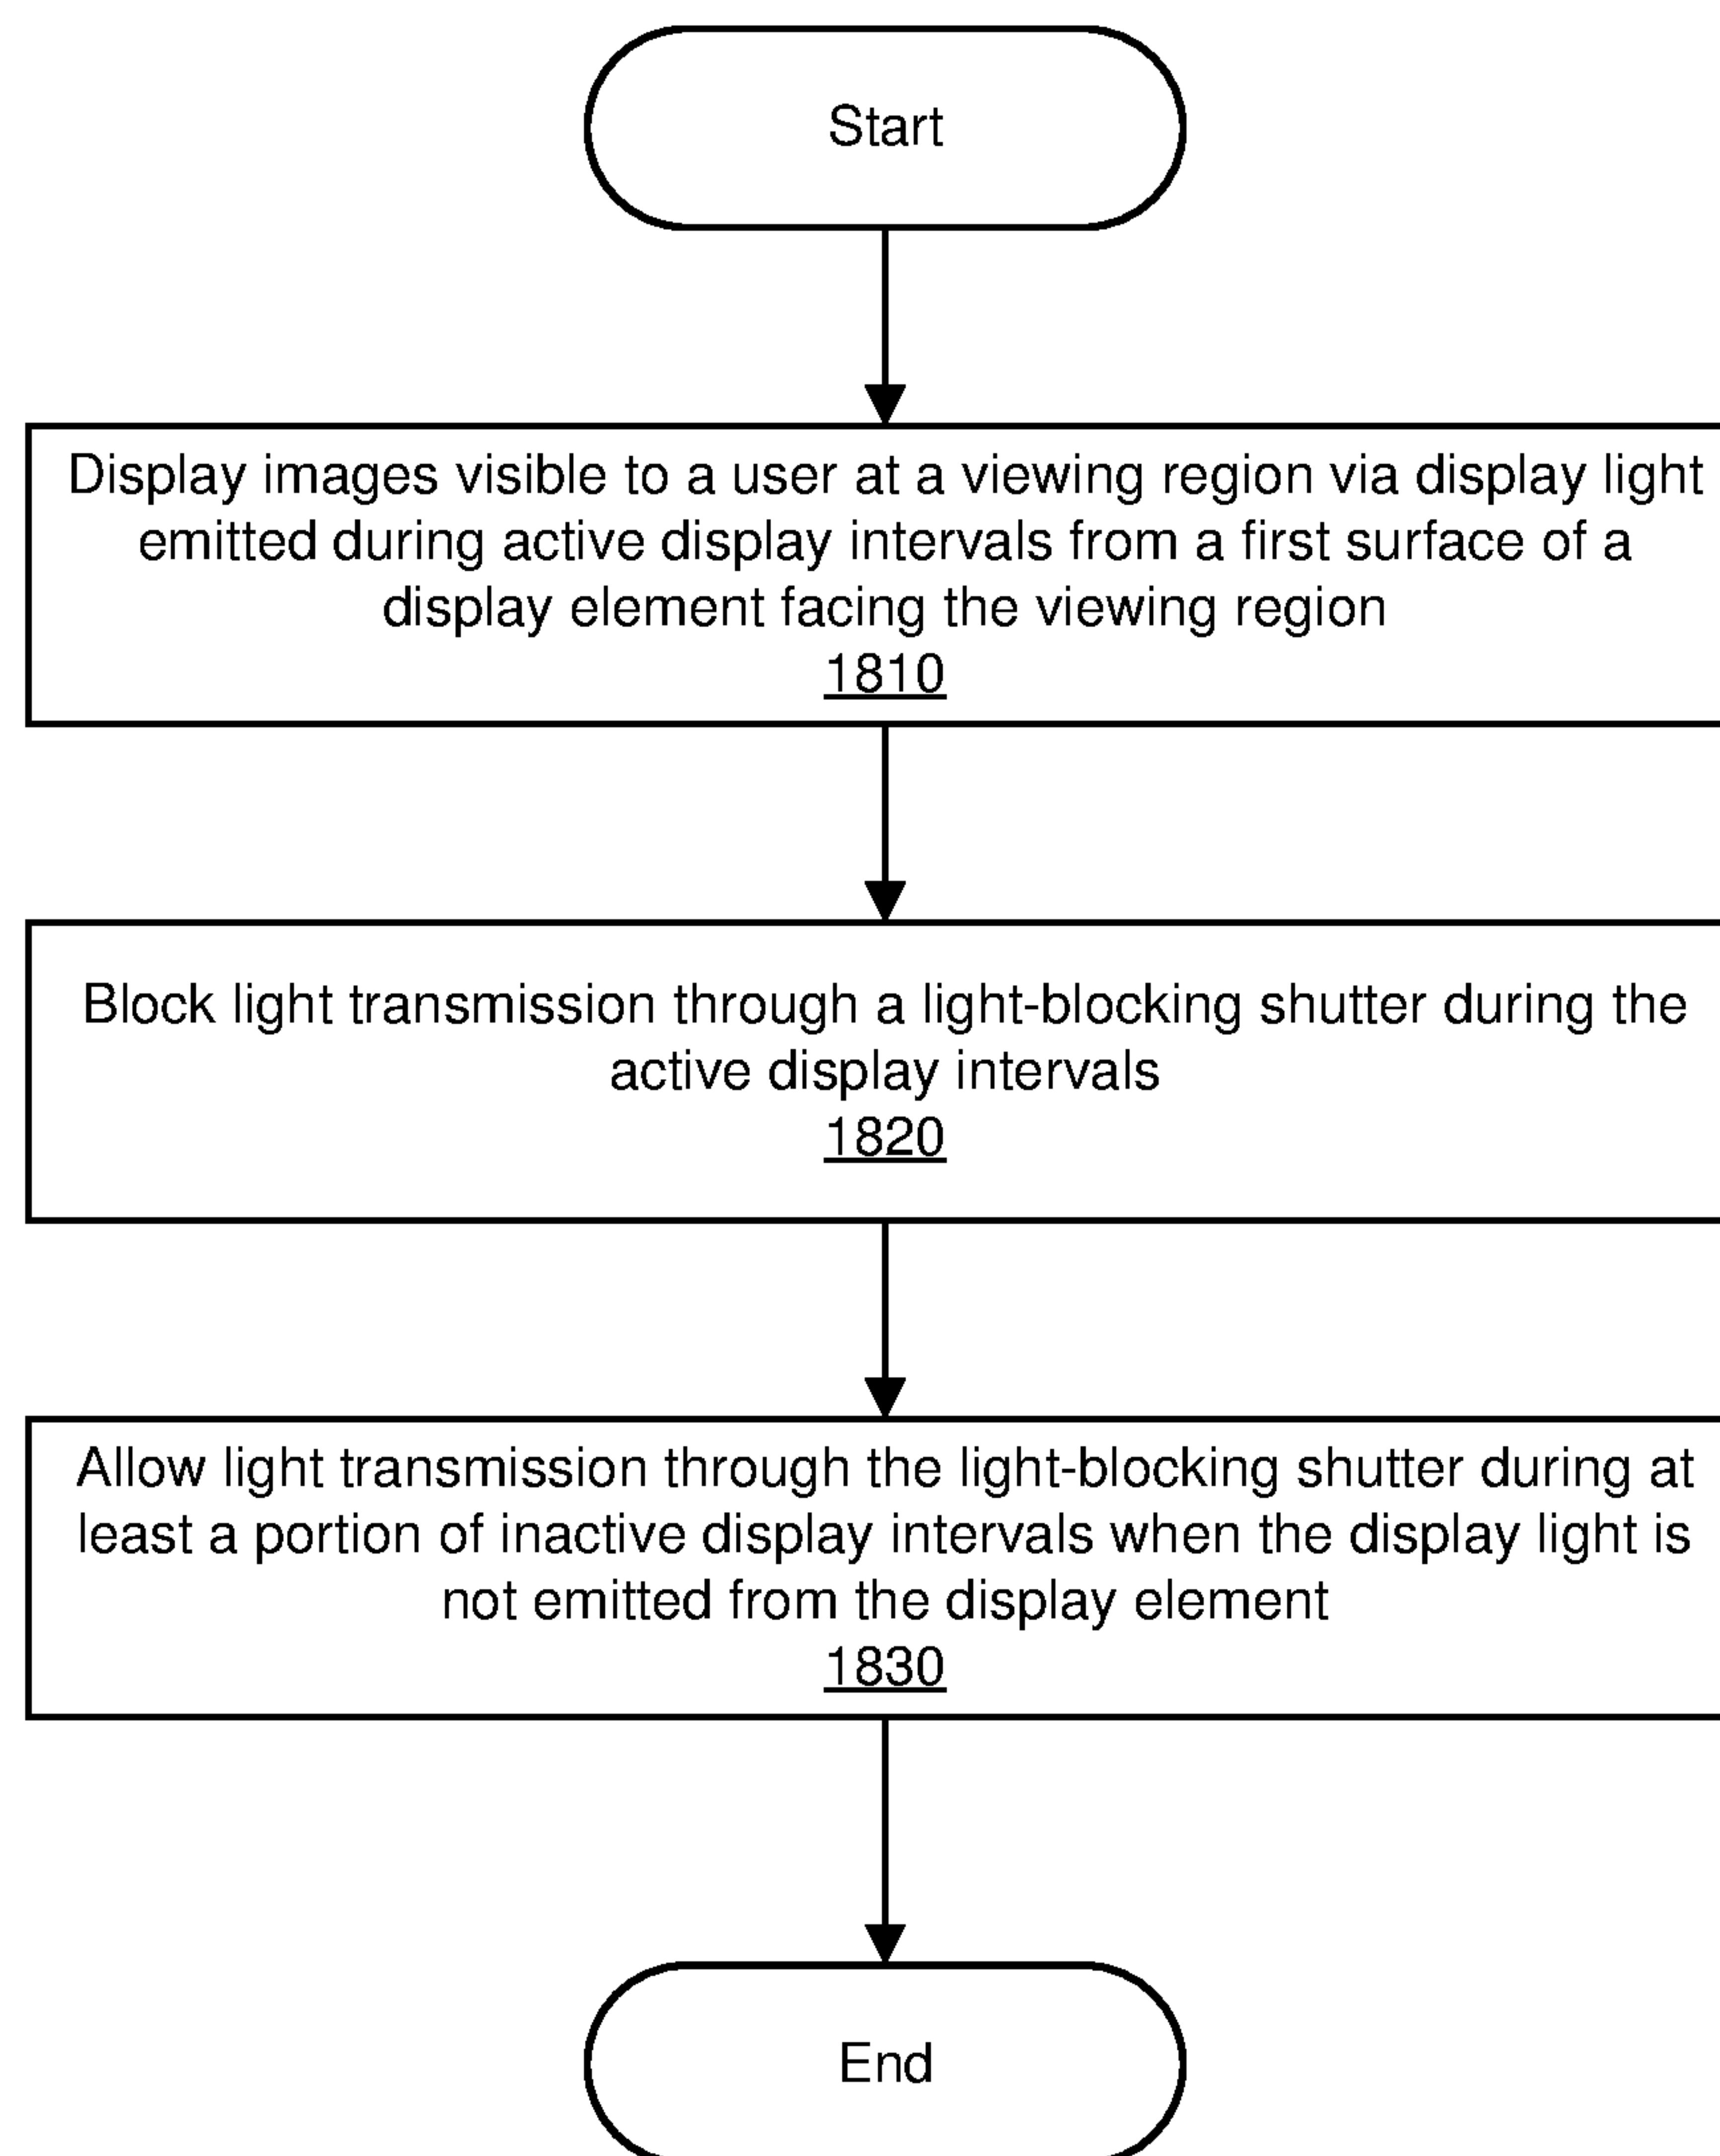 Start
Display images visible to a user at a viewing region via display light
emitted during active display intervals from a first surface of a
display element facing the viewing region
1810
Block light transmission through a light-blocking shutter during the
active display intervals
1820
Allow light transmission through the light-blocking shutter during at
least a portion of inactive display intervals when the display light is
not emitted from the display element
1830
End